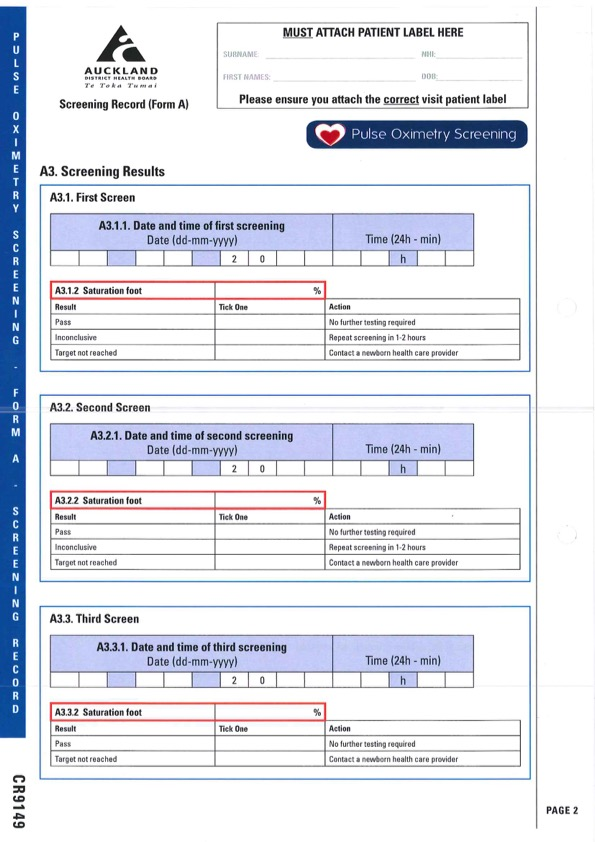 PULSE OXIMETRY SCREENING - FORM A - SCREENING RECORD
CR9149
AUCKLAND
DISTRICT HEALTH BOARD
Te Toka Tumai
Screening Record (Form A)
MUST ATTACH PATIENT LABEL HERE
SURNAME: NHI:
FIRST NAMES: DOB:
Please ensure you attach the correct visit patient label
Pulse Oximetry Screening
A3. Screening Results
A3.1. First Screen
A3.1.1. Date and time of first screening
Date (dd-mm-yyyy) Time (24h - min)
2 0 h
A3.1.2 Saturation foot %
Result Tick One Action
Pass No further testing required
Inconclusive Repeat screening in 1-2 hours
Target not reached Contact a newborn health care provider
A3.2. Second Screen
A3.2.1. Date and time of second screening
Date (dd-mm-yyyy) Time (24h - min)
2 0 h
A3.2.2 Saturation foot %
Result Tick One Action
Pass No further testing required
Inconclusive Repeat screening in 1-2 hours
Target not reached Contact a newborn health care provider
A3.3. Third Screen
A3.3.1. Date and time of third screening
Date (dd-mm-yyyy) Time (24h - min)
2 0 h
A3.3.2 Saturation foot %
Result Tick One Action
Pass No further testing required
Target not reached Contact a newborn health care provider
PAGE 2